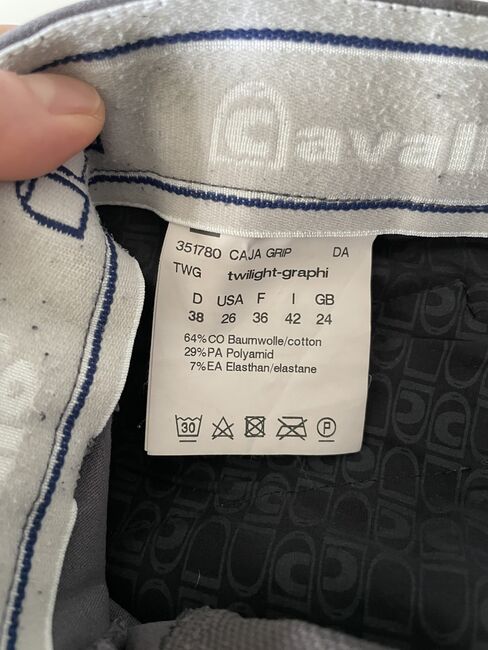 Cavall
351780 CAJA GRIP DA
TWG twilight-graphi
D USA F I GB
38 26 36 42 24
64%CO Baumwolle/cotton
29%PA Polyamid
7%EA Elasthan/elastane
30 P